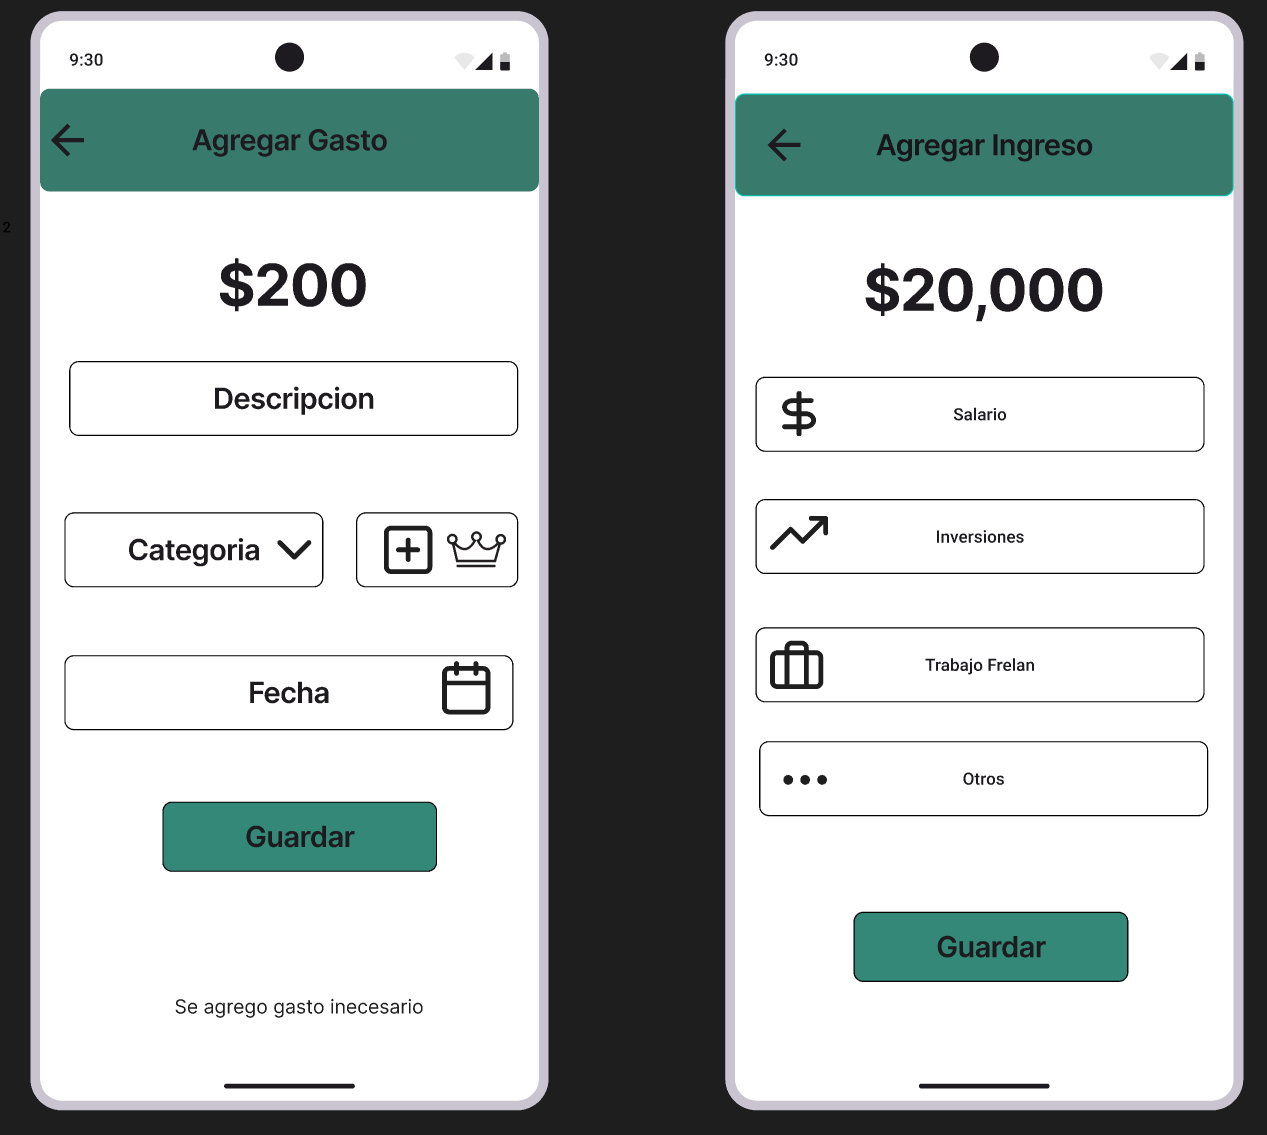 9:30
Agregar Gasto
2
$200
Descripcion
Categoria
Fecha
Guardar
Se agrego gasto inecesario
9:30
Agregar Ingreso
$20,000
Salario
Inversiones
Trabajo Frelan
Otros
Guardar